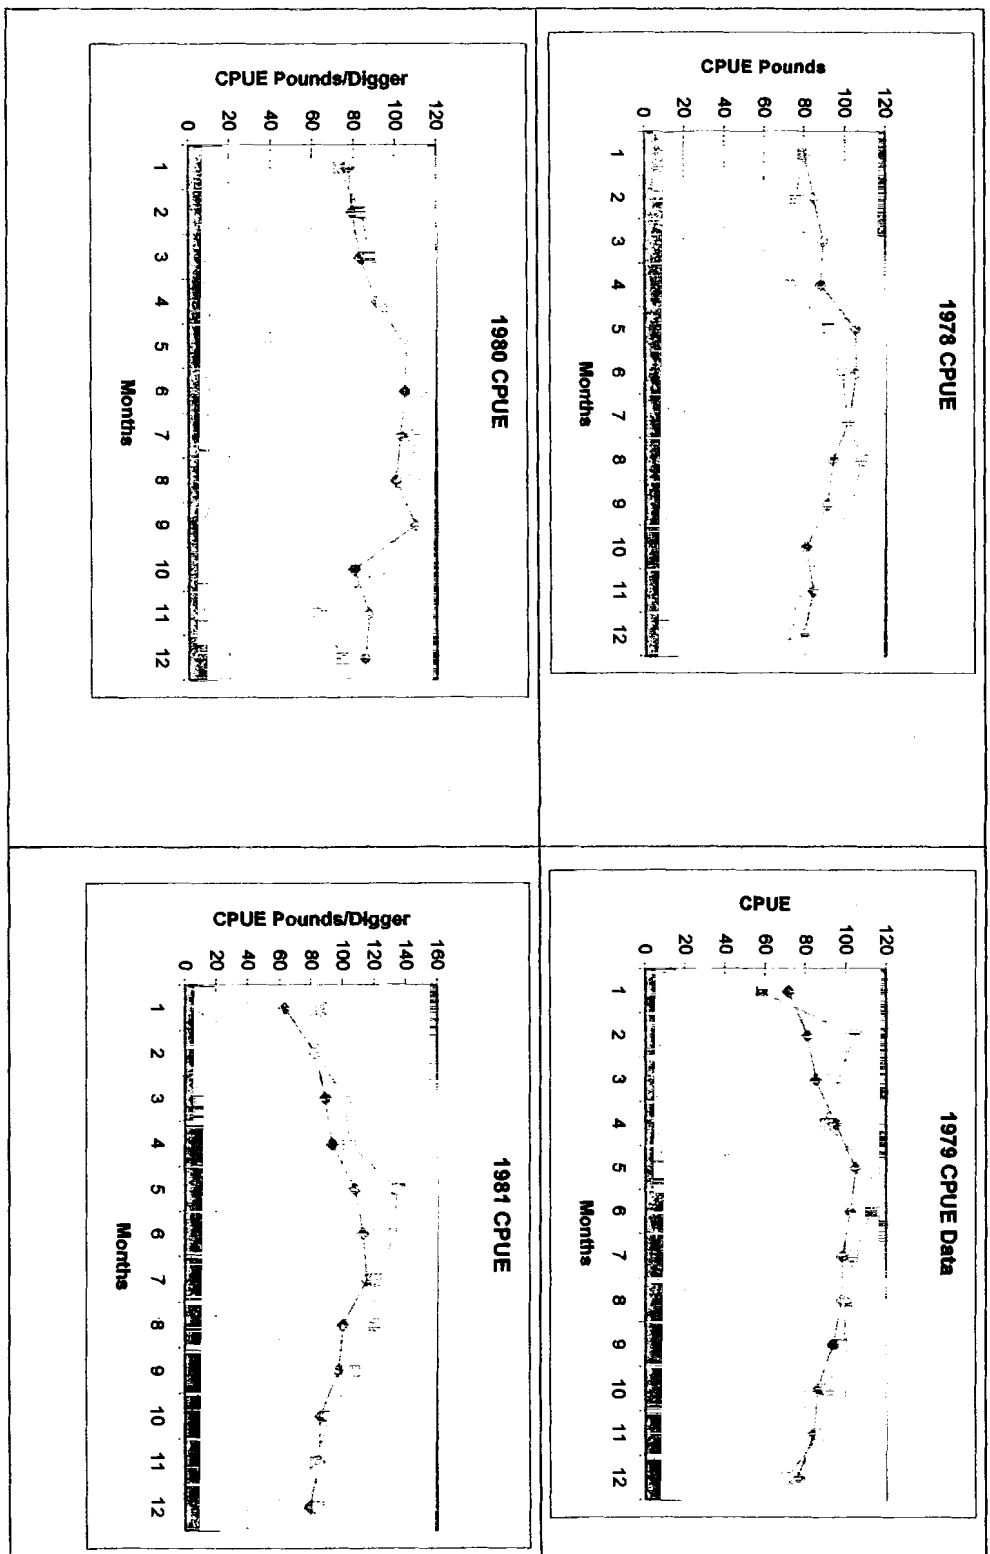 1978 CPUE
CPUE Pounds
120
100
80
60
40
20
0
1 2 3 4 5 6 7 8 9 10 11 12
Months
1979 CPUE Data
CPUE
120
100
80
60
40
20
0
1 2 3 4 5 6 7 8 9 10 11 12
Months
1980 CPUE
CPUE Pounds/Digger
120
100
80
60
40
20
0
1 2 3 4 5 6 7 8 9 10 11 12
Months
1981 CPUE
CPUE Pounds/Digger
160
140
120
100
80
60
40
20
0
1 2 3 4 5 6 7 8 9 10 11 12
Months